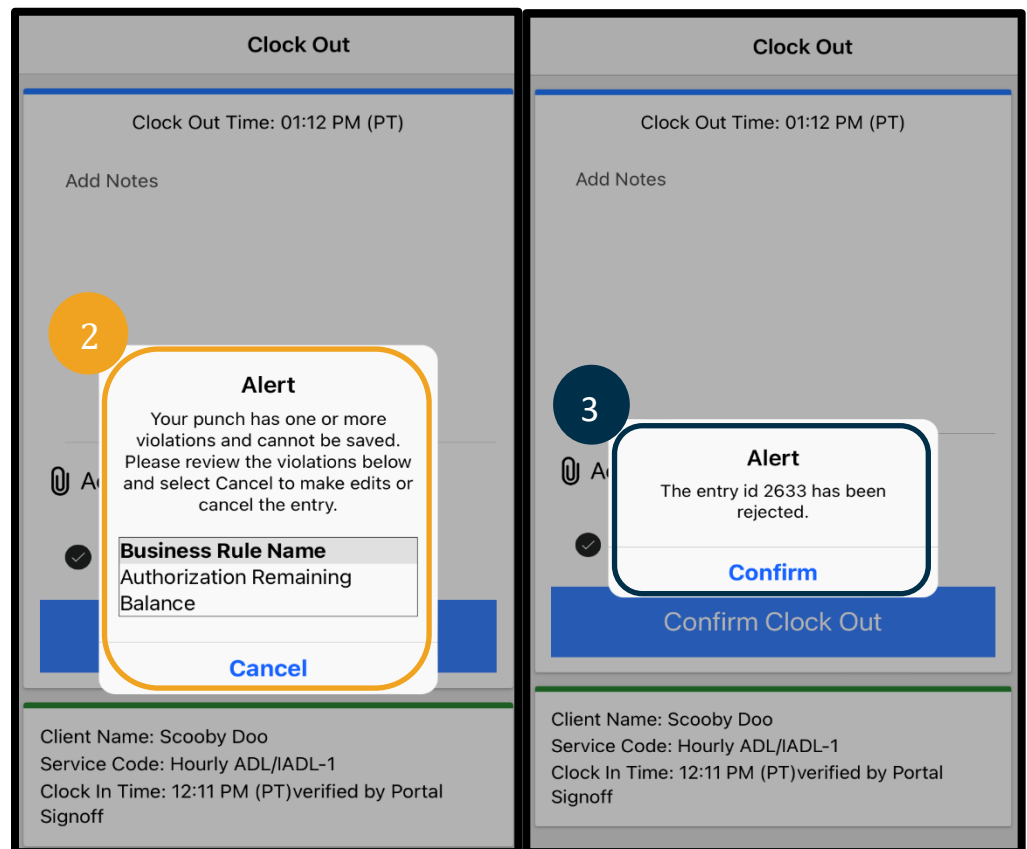 Clock Out
Clock Out Time: 01:12 PM (PT)
Add Notes
2
Alert
Your punch has one or more
violations and cannot be saved.
Please review the violations below
and select Cancel to make edits or
cancel the entry.
Business Rule Name
Authorization Remaining
Balance
Cancel
Client Name: Scooby Doo
Service Code: Hourly ADL/IADL-1
Clock In Time: 12:11 PM (PT)verified by Portal
Signoff
Clock Out
Clock Out Time: 01:12 PM (PT)
Add Notes
3
Alert
The entry id 2633 has been
rejected.
Confirm
Confirm Clock Out
Client Name: Scooby Doo
Service Code: Hourly ADL/IADL-1
Clock In Time: 12:11 PM (PT)verified by Portal
Signoff